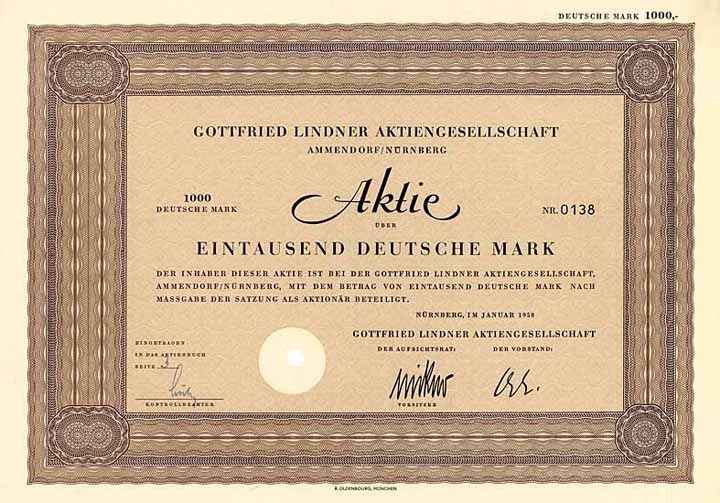 DEUTSCHE MARK 1000,-
GOTTFRIED LINDNER AKTIENGESELLSCHAFT
AMMENDORF/NÜRNBERG
1000
DEUTSCHE MARK
Aktie
NR. 0138
ÜBER
EINTAUSEND DEUTSCHE MARK
DER INHABER DIESER AKTIE IST BEI DER GOTTFRIED LINDNER AKTIENGESELLSCHAFT,
AMMENDORF/NÜRNBERG, MIT DEM BETRAG VON EINTAUSEND DEUTSCHE MARK NACH
MASSGABE DER SATZUNG ALS AKTIONÄR BETEILIGT.
NÜRNBERG, IM JANUAR 1958
GOTTFRIED LINDNER AKTIENGESELLSCHAFT
DER AUFSICHTSRAT: DER VORSTAND:
EINGETRAGEN
IN DAS AKTIENBUCH
SEITE 3
KONTROLLBEAMTER
VORSITZER
R. OLDENBOURG, MÜNCHEN